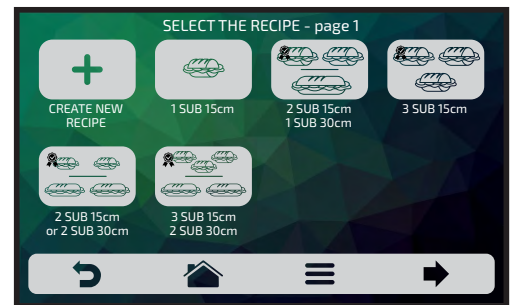 SELECT THE RECIPE - page 1
CREATE NEW
RECIPE
1 SUB 15cm
2 SUB 15cm
1 SUB 30cm
3 SUB 15cm
2 SUB 15cm
or 2 SUB 30cm
3 SUB 15cm
2 SUB 30cm